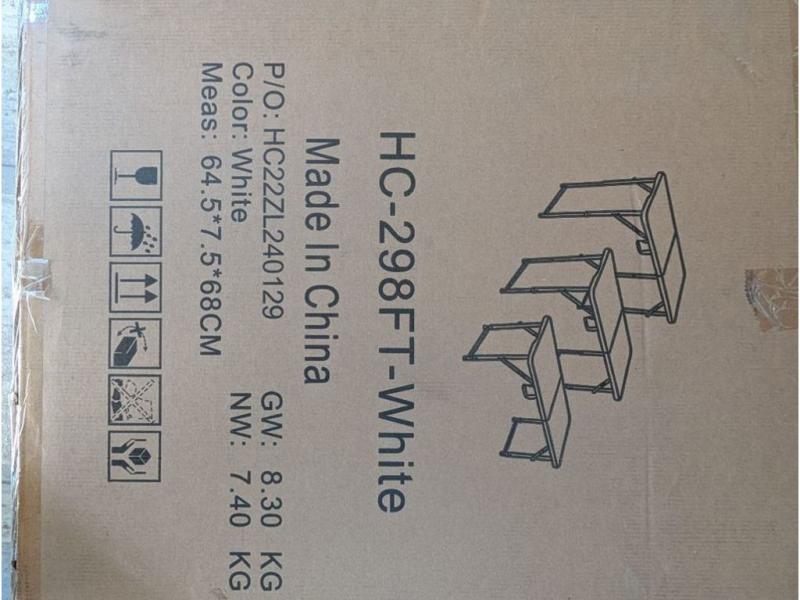 HC-298FT-White
Made In China
P/O: HC22ZL240129 GW: 8.30 KG
Color: White NW: 7.40 KG
Meas: 64.5*7.5*68CM